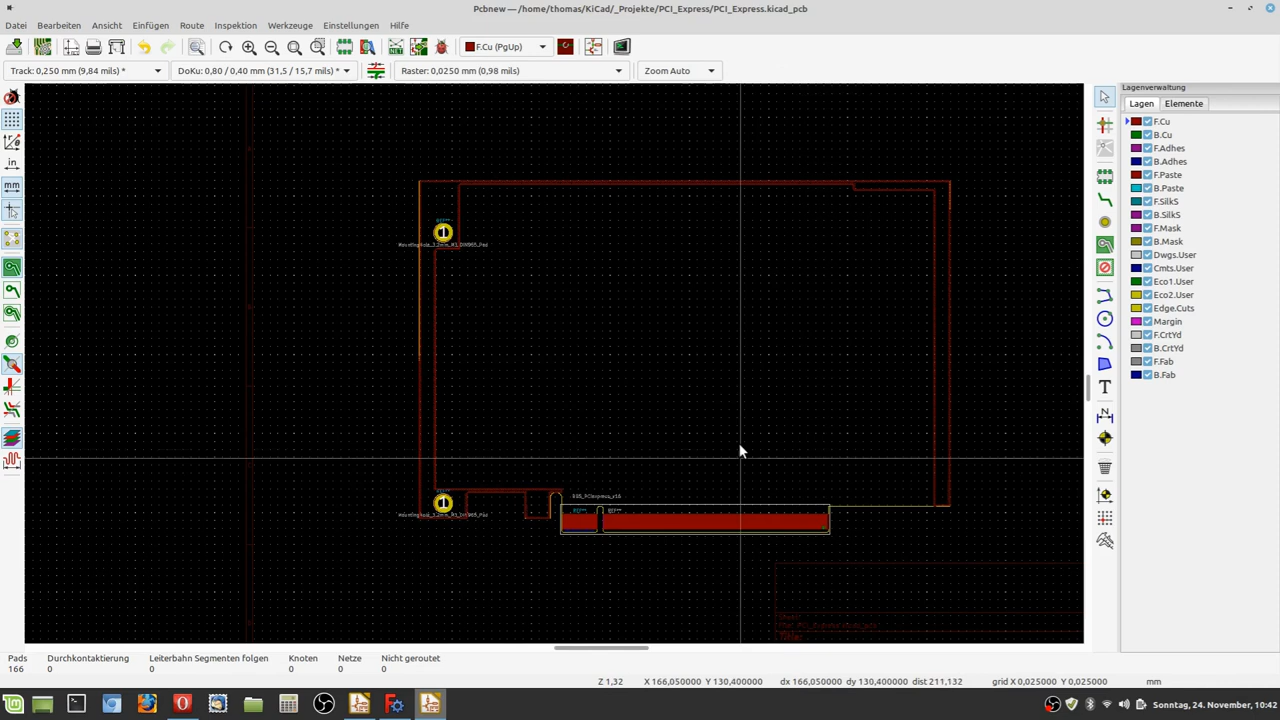 Pcbnew — /home/thomas/KiCad/_Projekte/PCI_Express/PCI_Express.kicad_pcb
Datei Bearbeiten Ansicht Einfügen Route Inspektion Werkzeuge Einstellungen Hilfe
F.Cu (PgUp)
Track: 0,250 mm (9,84 mils) * DoKu: 0,80 / 0,40 mm (31,5 / 15,7 mils) * Raster: 0,0250 mm (0,98 mils) Zoom Auto
Lagenverwaltung
Lagen Elemente
F.Cu
B.Cu
F.Adhes
B.Adhes
F.Paste
B.Paste
F.SilkS
B.SilkS
F.Mask
B.Mask
Dwgs.User
Cmts.User
Eco1.User
Eco2.User
Edge.Cuts
Margin
F.CrtYd
B.CrtYd
F.Fab
B.Fab
in
mm
1
1
BUS_PCIexpress_x16
Pads Durchkontaktierung Leiterbahn Segmenten folgen Knoten Netze Nicht geroutet
166 0 0 0 0 0
Z 1,32 X 166,050000 Y 130,400000 dx 166,050000 dy 130,400000 dist 211,132 grid X 0,025000 Y 0,025000 mm
Sonntag, 24. November, 10:42